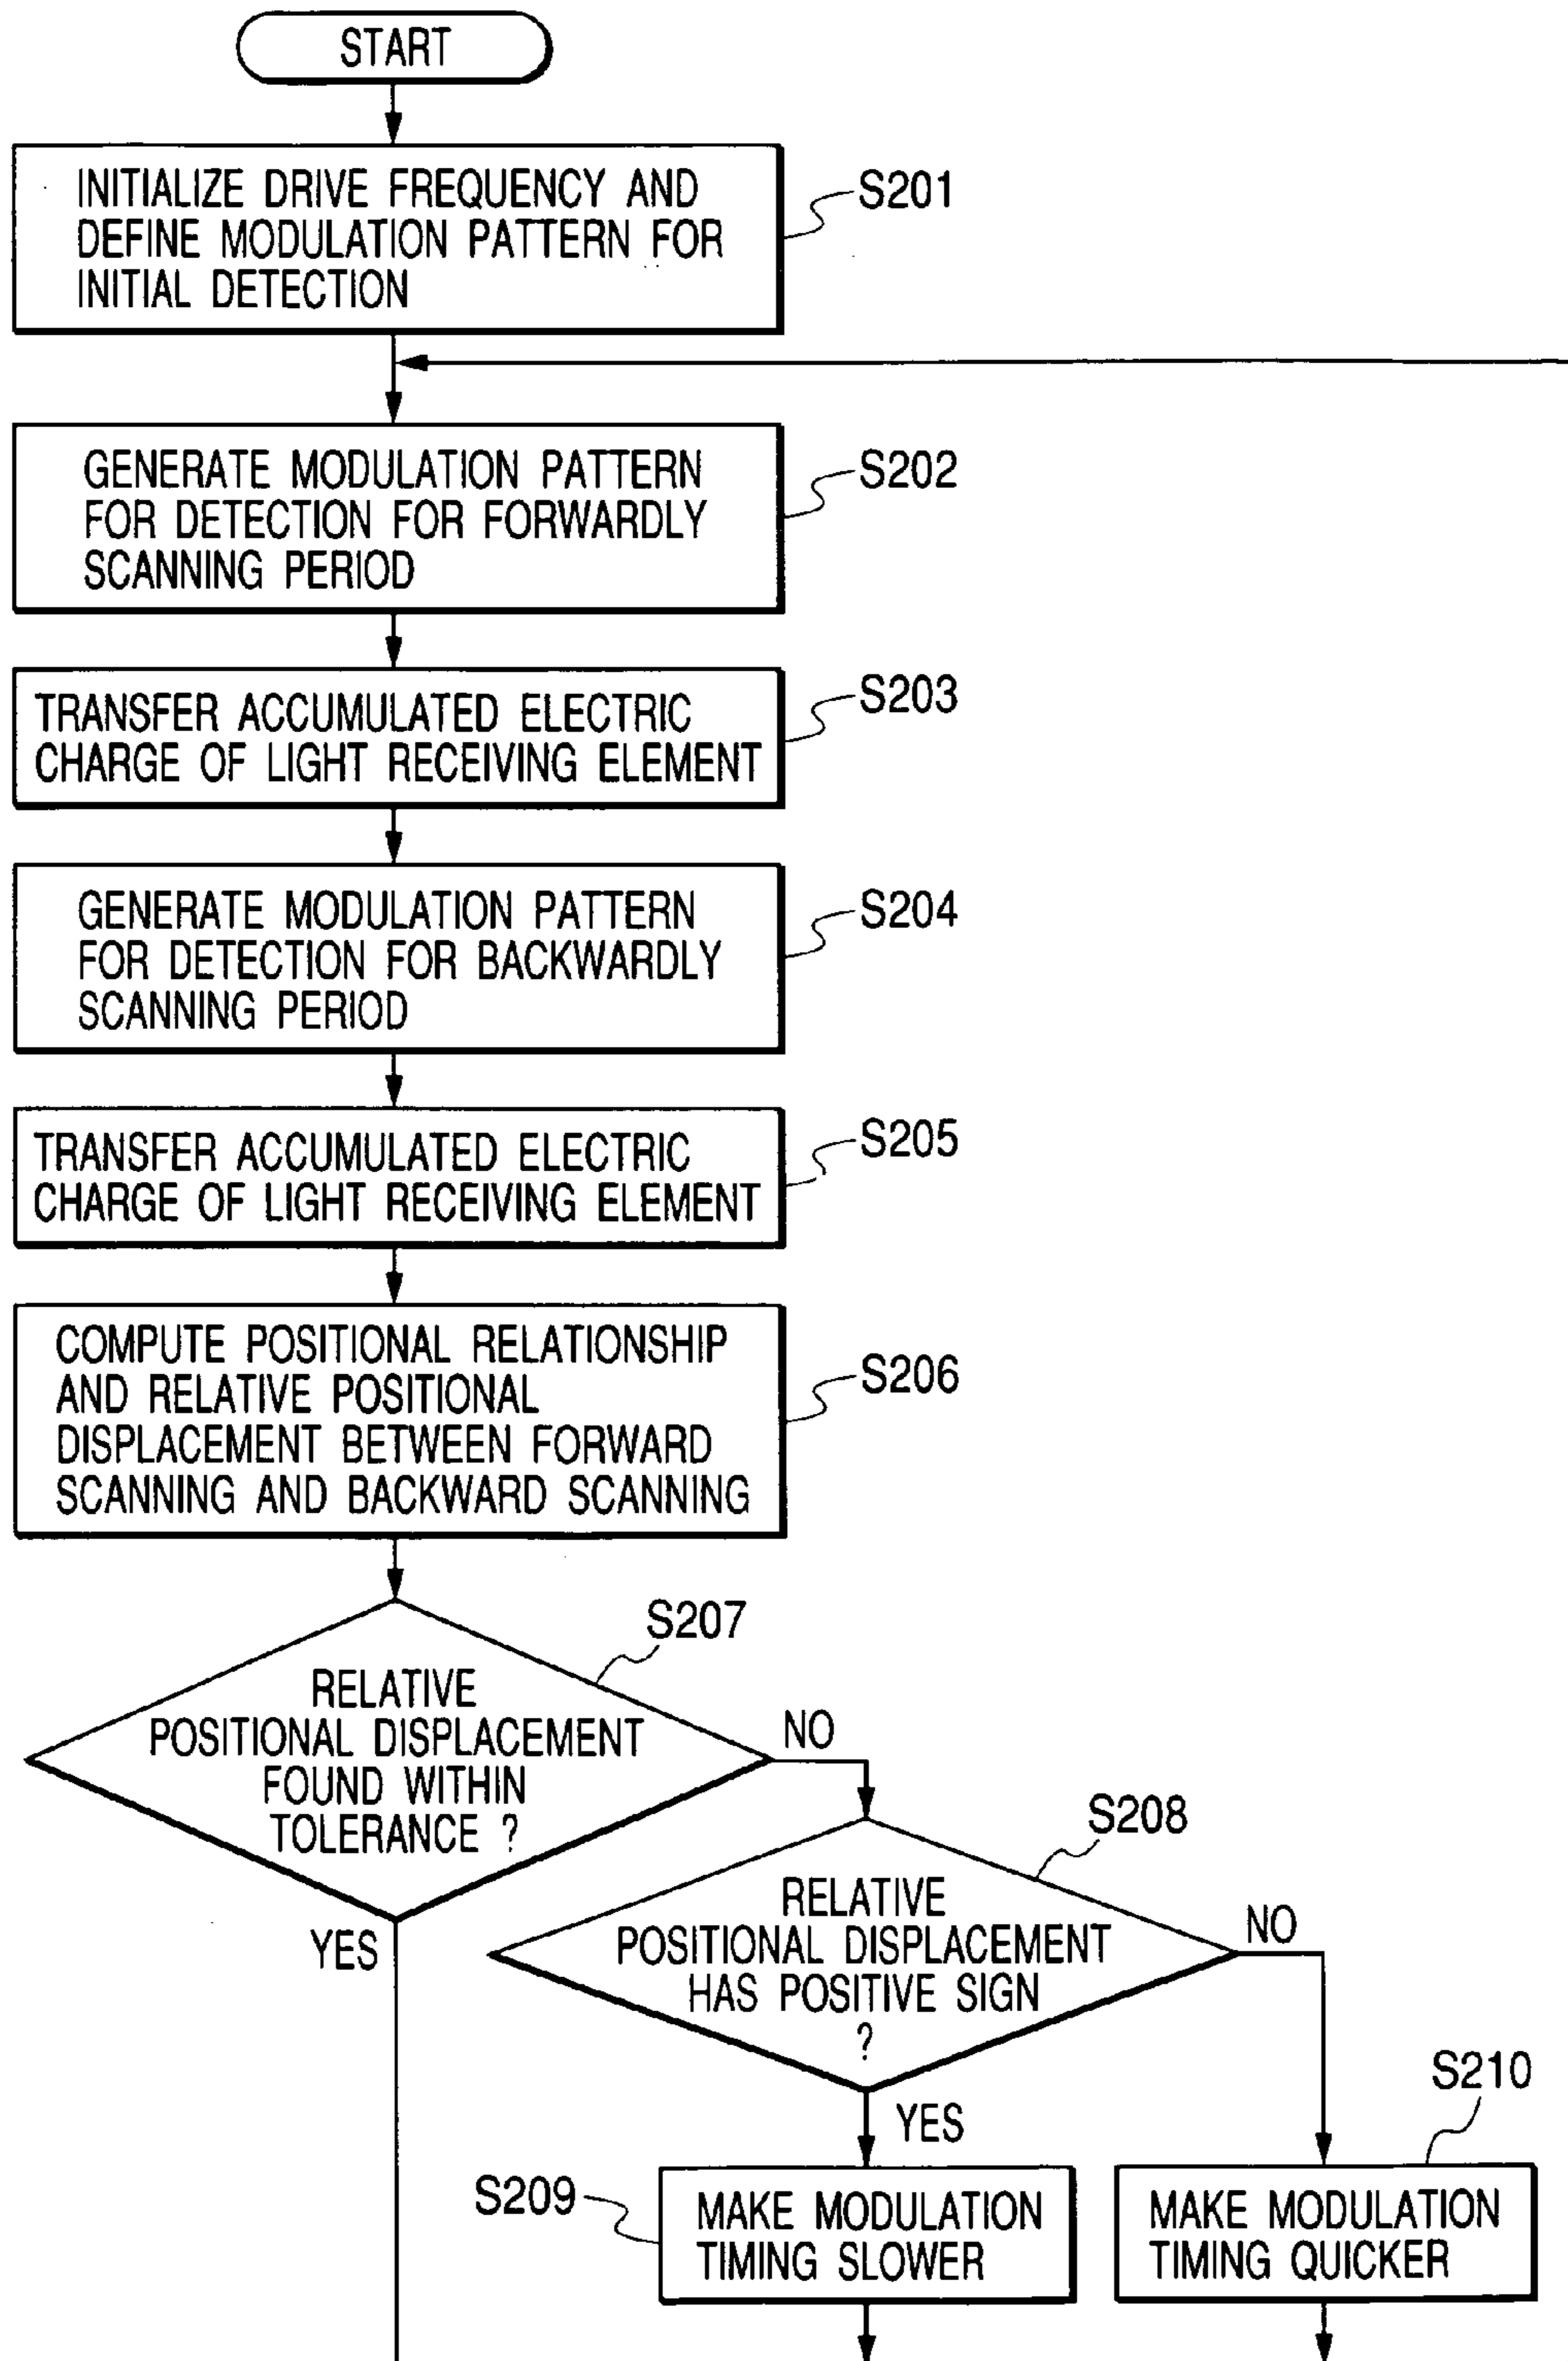 START
INITIALIZE DRIVE FREQUENCY AND
DEFINE MODULATION PATTERN FOR
INITIAL DETECTION
S201
GENERATE MODULATION PATTERN
FOR DETECTION FOR FORWARDLY
SCANNING PERIOD
S202
TRANSFER ACCUMULATED ELECTRIC
CHARGE OF LIGHT RECEIVING ELEMENT
S203
GENERATE MODULATION PATTERN
FOR DETECTION FOR BACKWARDLY
SCANNING PERIOD
S204
TRANSFER ACCUMULATED ELECTRIC
CHARGE OF LIGHT RECEIVING ELEMENT
S205
COMPUTE POSITIONAL RELATIONSHIP
AND RELATIVE POSITIONAL
DISPLACEMENT BETWEEN FORWARD
SCANNING AND BACKWARD SCANNING
S206
S207
RELATIVE
POSITIONAL DISPLACEMENT
FOUND WITHIN
TOLERANCE ?
NO
YES
S208
RELATIVE
POSITIONAL DISPLACEMENT
HAS POSITIVE SIGN
?
NO
YES
S209
MAKE MODULATION
TIMING SLOWER
S210
MAKE MODULATION
TIMING QUICKER